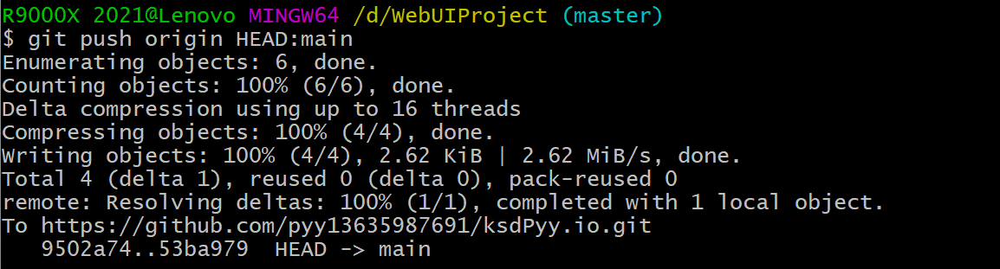 R9000X 2021@Lenovo MINGW64 /d/WebUIProject (master)
$ git push origin HEAD:main
Enumerating objects: 6, done.
Counting objects: 100% (6/6), done.
Delta compression using up to 16 threads
Compressing objects: 100% (4/4), done.
Writing objects: 100% (4/4), 2.62 KiB | 2.62 MiB/s, done.
Total 4 (delta 1), reused 0 (delta 0), pack-reused 0
remote: Resolving deltas: 100% (1/1), completed with 1 local object.
To https://github.com/pyy13635987691/ksdPyy.io.git
   9502a74..53ba979  HEAD -> main